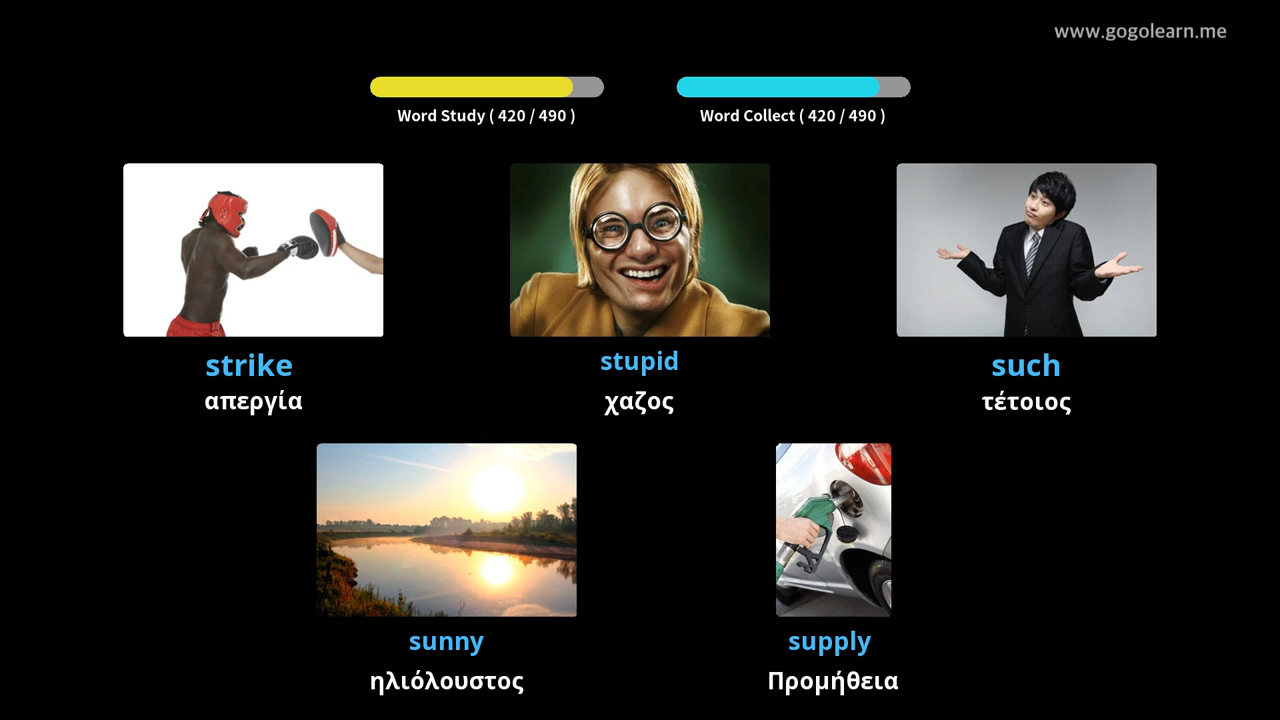 www.gogolearn.me
Word Study ( 420 / 490 )
Word Collect ( 420 / 490 )
strike
απεργία
stupid
χαζος
such
τέτοιος
sunny
ηλιόλουστος
supply
Προμήθεια